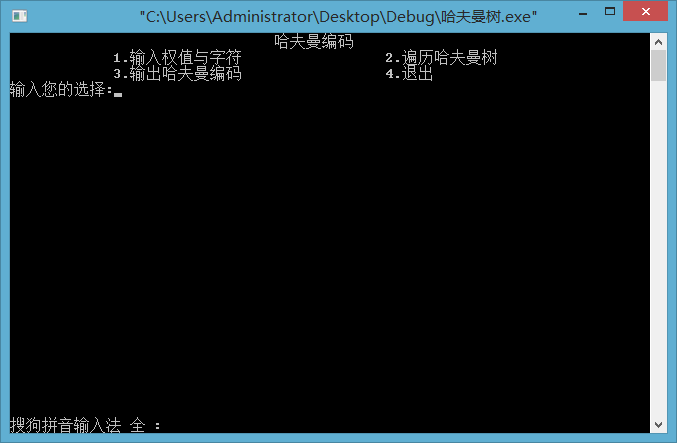 "C:\Users\Administrator\Desktop\Debug\哈夫曼树.exe"
哈夫曼编码
1.输入权值与字符 2.遍历哈夫曼树
3.输出哈夫曼编码 4.退出
输入您的选择:
搜狗拼音输入法 全 :